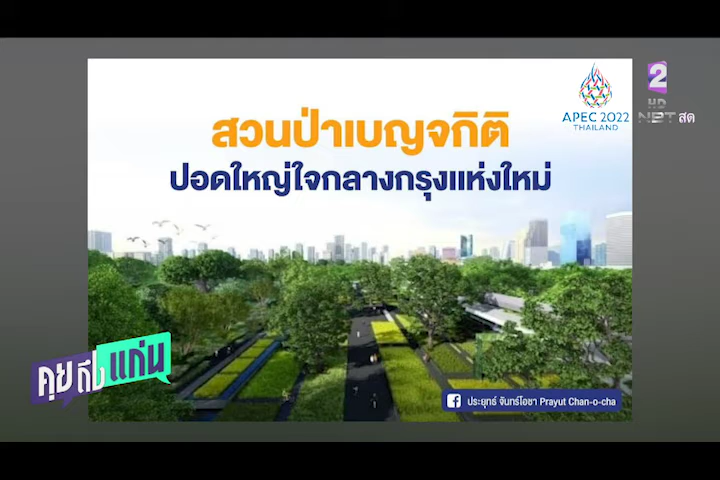 สวนป่าเบญจกิติ
ปอดใหญ่ใจกลางกรุงแห่งใหม่
APEC 2022
THAILAND
2
HD
NBT สด
คุยถึงแก่น
ประยุทธ์ จันทร์โอชา Prayut Chan-o-cha